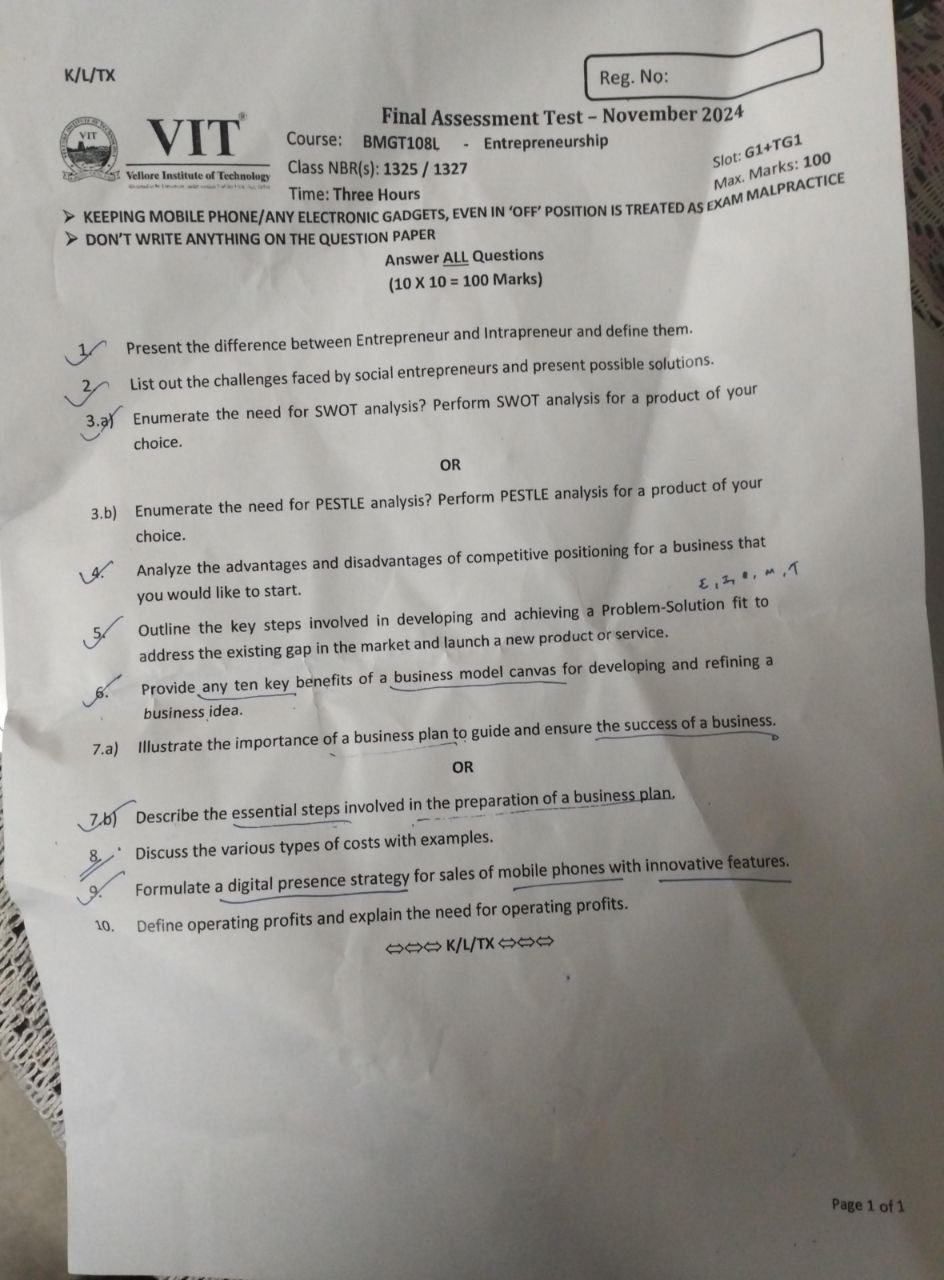 K/L/TX
Reg. No:
VIT
VIT®
Vellore Institute of Technology
Final Assessment Test – November 2024
Course: BMGT108L - Entrepreneurship
Class NBR(s): 1325 / 1327
Slot: G1+TG1
Time: Three Hours
Max. Marks: 100
➢ KEEPING MOBILE PHONE/ANY ELECTRONIC GADGETS, EVEN IN 'OFF' POSITION IS TREATED AS EXAM MALPRACTICE
➢ DON'T WRITE ANYTHING ON THE QUESTION PAPER
Answer ALL Questions
(10 X 10 = 100 Marks)
1. Present the difference between Entrepreneur and Intrapreneur and define them.
2. List out the challenges faced by social entrepreneurs and present possible solutions.
3.a) Enumerate the need for SWOT analysis? Perform SWOT analysis for a product of your
choice.
OR
3.b) Enumerate the need for PESTLE analysis? Perform PESTLE analysis for a product of your
choice.
4. Analyze the advantages and disadvantages of competitive positioning for a business that
you would like to start.
5. Outline the key steps involved in developing and achieving a Problem-Solution fit to
address the existing gap in the market and launch a new product or service.
6. Provide any ten key benefits of a business model canvas for developing and refining a
business idea.
7.a) Illustrate the importance of a business plan to guide and ensure the success of a business.
OR
7.b) Describe the essential steps involved in the preparation of a business plan.
8. Discuss the various types of costs with examples.
9. Formulate a digital presence strategy for sales of mobile phones with innovative features.
10. Define operating profits and explain the need for operating profits.
⇔⇔⇔ K/L/TX ⇔⇔⇔
Page 1 of 1